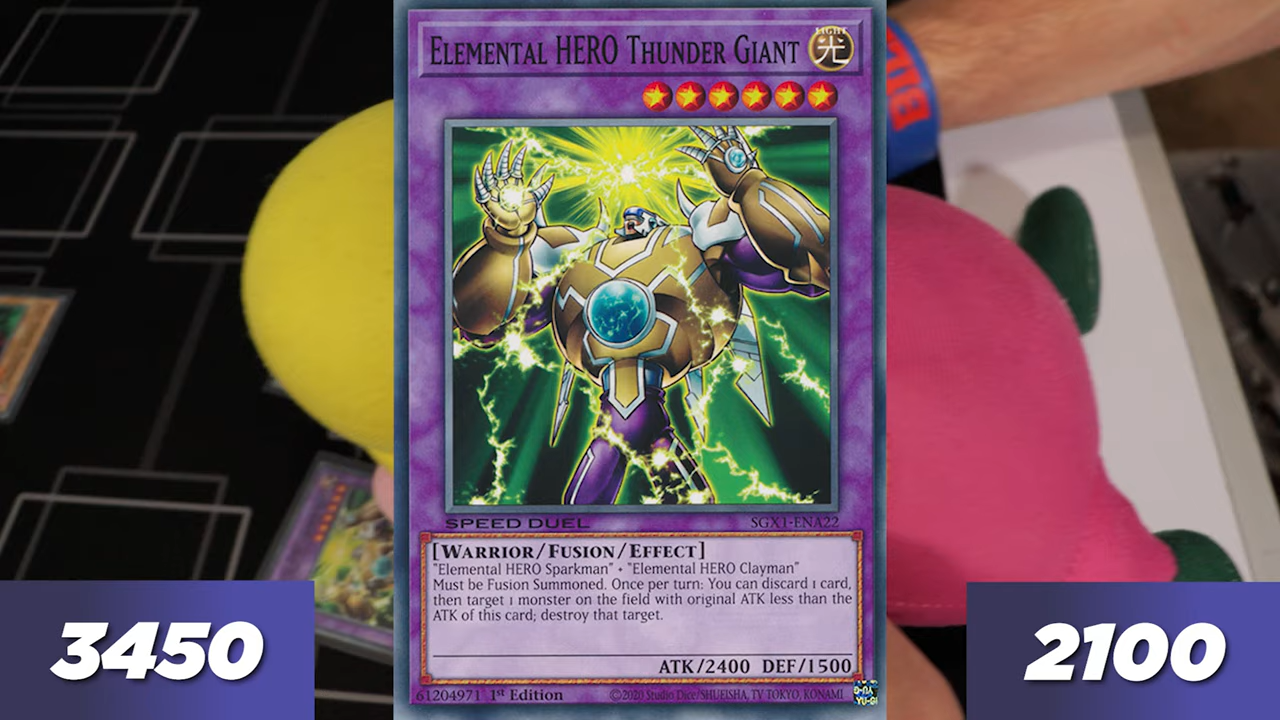 Elemental HERO Thunder Giant
LIGHT
光
SPEED DUEL
SGX1-ENA22
[Warrior/Fusion/Effect]
"Elemental HERO Sparkman" + "Elemental HERO Clayman"
Must be Fusion Summoned. Once per turn: You can discard 1 card,
then target 1 monster on the field with original ATK less than the
ATK of this card; destroy that target.
ATK/2400 DEF/1500
61204971 1st Edition
©2020 Studio Dice/SHUEISHA, TV TOKYO, KONAMI
3450
2100